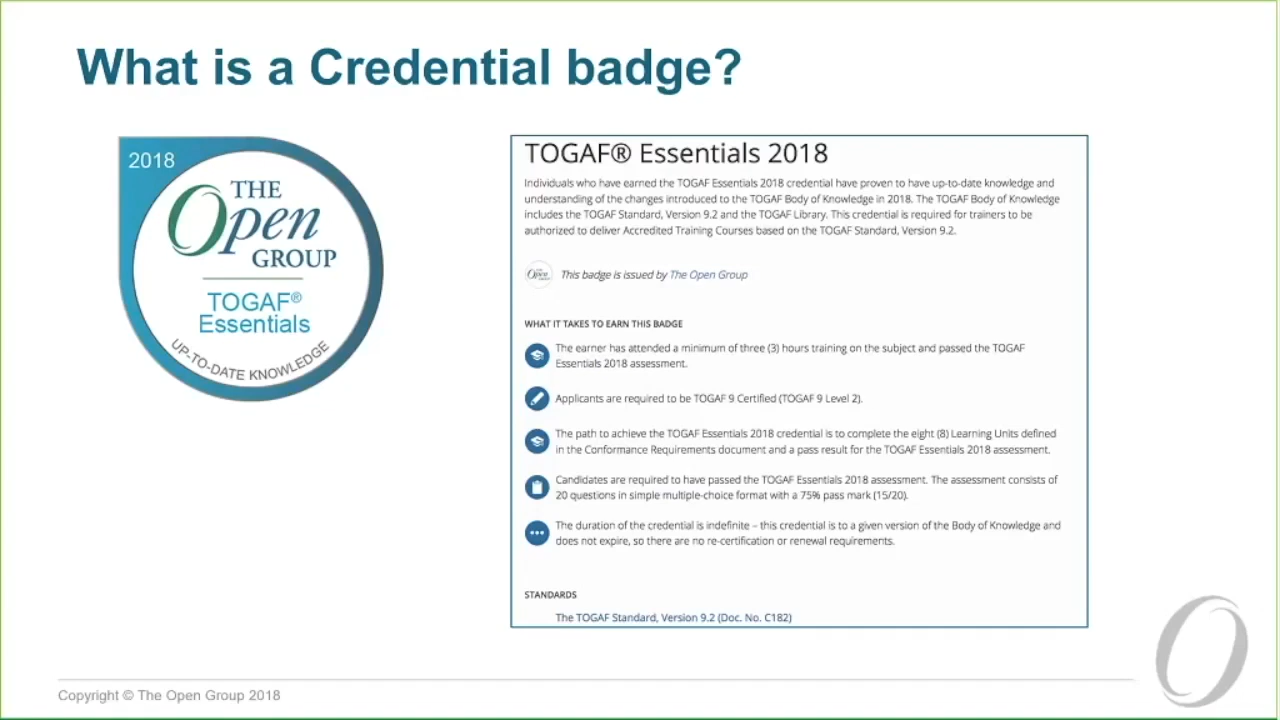 What is a Credential badge?
2018
THE
Open
GROUP
TOGAF®
Essentials
UP-TO-DATE KNOWLEDGE
TOGAF® Essentials 2018
Individuals who have earned the TOGAF Essentials 2018 credential have proven to have up-to-date knowledge and
understanding of the changes introduced to the TOGAF Body of Knowledge in 2018. The TOGAF Body of Knowledge
includes the TOGAF Standard, Version 9.2 and the TOGAF Library. This credential is required for trainers to be
authorized to deliver Accredited Training Courses based on the TOGAF Standard, Version 9.2.
Open
This badge is issued by The Open Group
WHAT IT TAKES TO EARN THIS BADGE
The earner has attended a minimum of three (3) hours training on the subject and passed the TOGAF
Essentials 2018 assessment.
Applicants are required to be TOGAF 9 Certified (TOGAF 9 Level 2).
The path to achieve the TOGAF Essentials 2018 credential is to complete the eight (8) Learning Units defined
in the Conformance Requirements document and a pass result for the TOGAF Essentials 2018 assessment.
Candidates are required to have passed the TOGAF Essentials 2018 assessment. The assessment consists of
20 questions in simple multiple-choice format with a 75% pass mark (15/20).
The duration of the credential is indefinite – this credential is to a given version of the Body of Knowledge and
does not expire, so there are no re-certification or renewal requirements.
STANDARDS
The TOGAF Standard, Version 9.2 (Doc. No. C182)
Copyright © The Open Group 2018